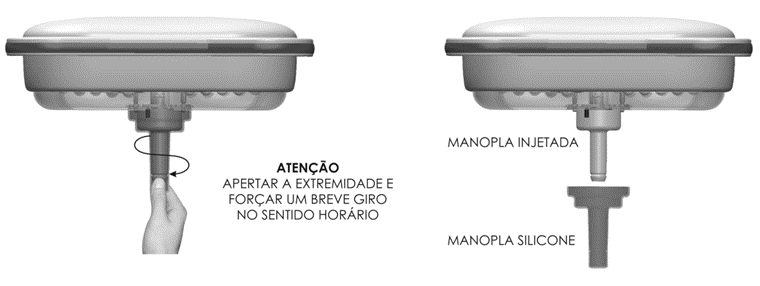 ATENÇÃO
APERTAR A EXTREMIDADE E
FORÇAR UM BREVE GIRO
NO SENTIDO HORÁRIO
MANOPLA INJETADA
MANOPLA SILICONE